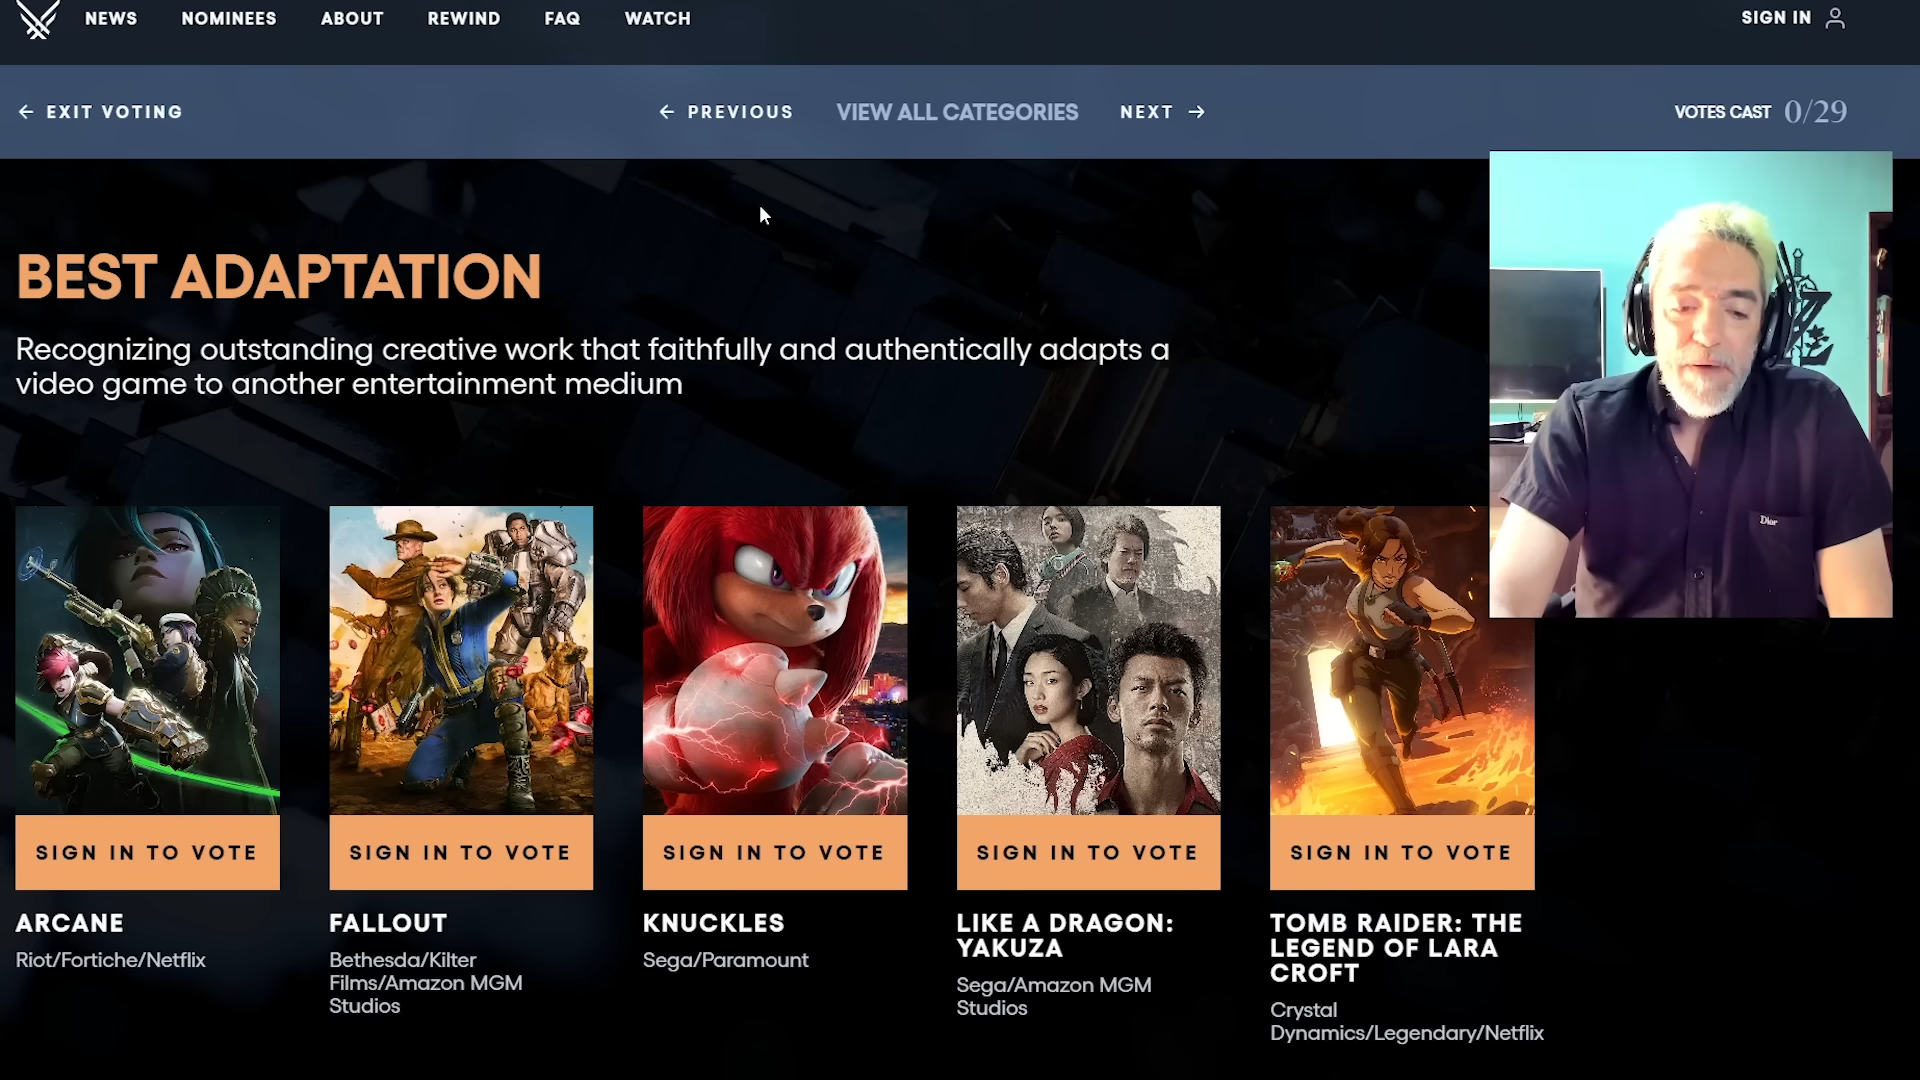 NEWS NOMINEES ABOUT REWIND FAQ WATCH SIGN IN
← EXIT VOTING ← PREVIOUS VIEW ALL CATEGORIES NEXT → VOTES CAST 0/29
BEST ADAPTATION
Recognizing outstanding creative work that faithfully and authentically adapts a
video game to another entertainment medium
Dior
SIGN IN TO VOTE SIGN IN TO VOTE SIGN IN TO VOTE SIGN IN TO VOTE SIGN IN TO VOTE
ARCANE
Riot/Fortiche/Netflix
FALLOUT
Bethesda/Kilter
Films/Amazon MGM
Studios
KNUCKLES
Sega/Paramount
LIKE A DRAGON:
YAKUZA
Sega/Amazon MGM
Studios
TOMB RAIDER: THE
LEGEND OF LARA
CROFT
Crystal
Dynamics/Legendary/Netflix